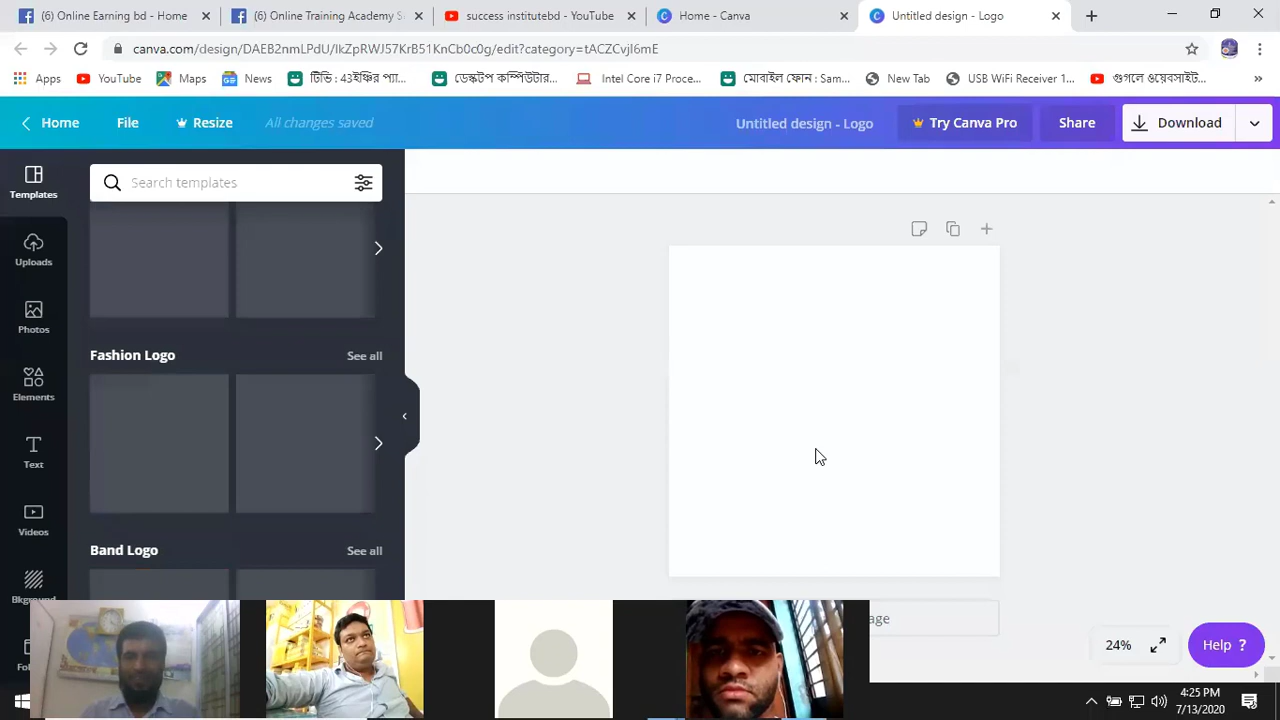 (6) Online Earning bd - Home
(6) Online Training Academy S
success institutebd - YouTube
Home - Canva
Untitled design - Logo
canva.com/design/DAEB2nmLPdU/lkZpRWJ57KrB51KnCb0c0g/edit?category=tACZCvjI6mE
Apps
YouTube
Maps
News
টিভি : 43ইঞ্চির প্যা...
ডেস্কটপ কম্পিউটার...
Intel Core i7 Proce...
মোবাইল ফোন : Sam...
New Tab
USB WiFi Receiver 1...
গুগলে ওয়েবসাইট...
Home
File
Resize
All changes saved
Untitled design - Logo
Try Canva Pro
Share
Download
Templates
Search templates
Uploads
Photos
Fashion Logo
See all
Elements
Text
Videos
Band Logo
See all
Bkground
age
24%
Help ?
4:25 PM
7/13/2020